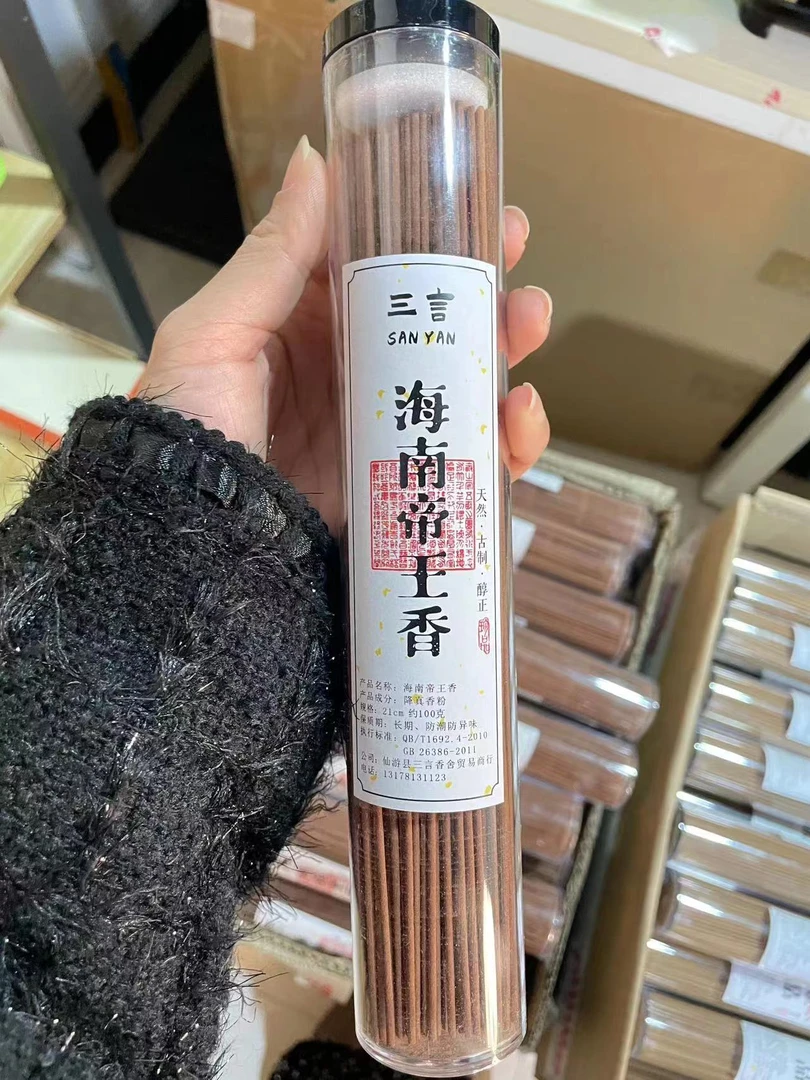 三言
SAN YAN
海南帝王香
天然·古制·醇正
产品名称：海南帝王香
产品成分：降真香粉
规格：21cm 约100克
保质期：长期、防潮防异味
执行标准：QB/T1692.4-2010
GB 26386-2011
公司：仙游县三言香舍贸易商行
电话：13178131123